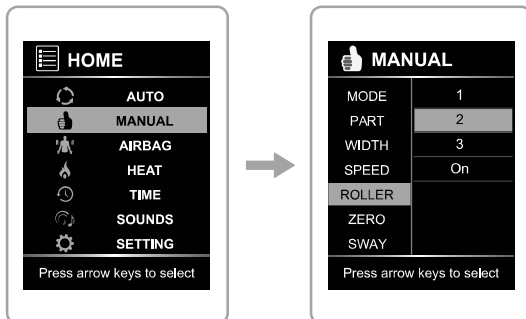 HOME
AUTO
MANUAL
AIRBAG
HEAT
TIME
SOUNDS
SETTING
Press arrow keys to select
MANUAL
MODE 1
PART 2
WIDTH 3
SPEED On
ROLLER
ZERO
SWAY
Press arrow keys to select